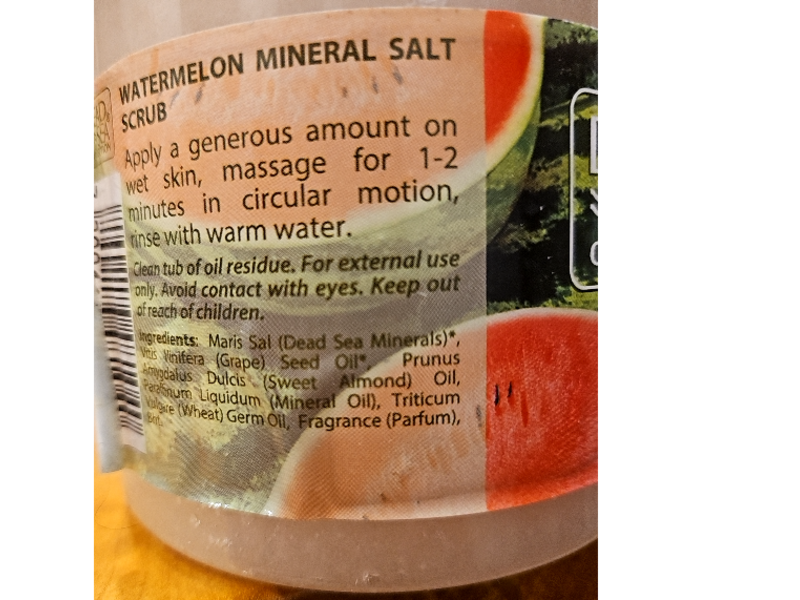 WATERMELON MINERAL SALT
SCRUB
Apply a generous amount on
wet skin, massage for 1-2
minutes in circular motion,
rinse with warm water.
Clean tub of oil residue. For external use
only. Avoid contact with eyes. Keep out
of reach of children.
Ingredients: Maris Sal (Dead Sea Minerals)*,
Vitis Vinifera (Grape) Seed Oil*, Prunus
Amygdalus Dulcis (Sweet Almond) Oil,
Paraffinum Liquidum (Mineral Oil), Triticum
Vulgare (Wheat) Germ Oil, Fragrance (Parfum),